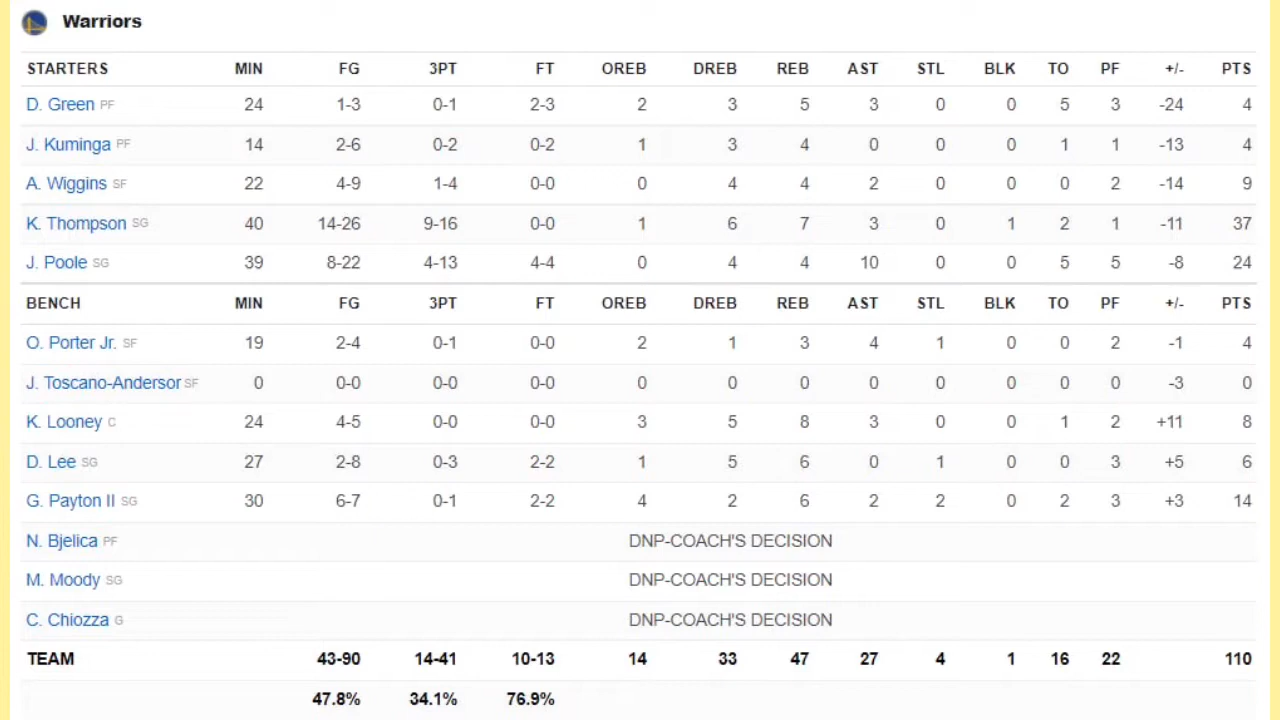 Warriors
STARTERS MIN FG 3PT FT OREB DREB REB AST STL BLK TO PF +/- PTS
D. Green PF 24 1-3 0-1 2-3 2 3 5 3 0 0 5 3 -24 4
J. Kuminga PF 14 2-6 0-2 0-2 1 3 4 0 0 0 1 1 -13 4
A. Wiggins SF 22 4-9 1-4 0-0 0 4 4 2 0 0 0 2 -14 9
K. Thompson SG 40 14-26 9-16 0-0 1 6 7 3 0 1 2 1 -11 37
J. Poole SG 39 8-22 4-13 4-4 0 4 4 10 0 0 5 5 -8 24
BENCH MIN FG 3PT FT OREB DREB REB AST STL BLK TO PF +/- PTS
O. Porter Jr. SF 19 2-4 0-1 0-0 2 1 3 4 1 0 0 2 -1 4
J. Toscano-Andersor SF 0 0-0 0-0 0-0 0 0 0 0 0 0 0 0 -3 0
K. Looney C 24 4-5 0-0 0-0 3 5 8 3 0 0 1 2 +11 8
D. Lee SG 27 2-8 0-3 2-2 1 5 6 0 1 0 0 3 +5 6
G. Payton II SG 30 6-7 0-1 2-2 4 2 6 2 2 0 2 3 +3 14
N. Bjelica PF DNP-COACH'S DECISION
M. Moody SG DNP-COACH'S DECISION
C. Chiozza G DNP-COACH'S DECISION
TEAM 43-90 14-41 10-13 14 33 47 27 4 1 16 22 110
47.8% 34.1% 76.9%